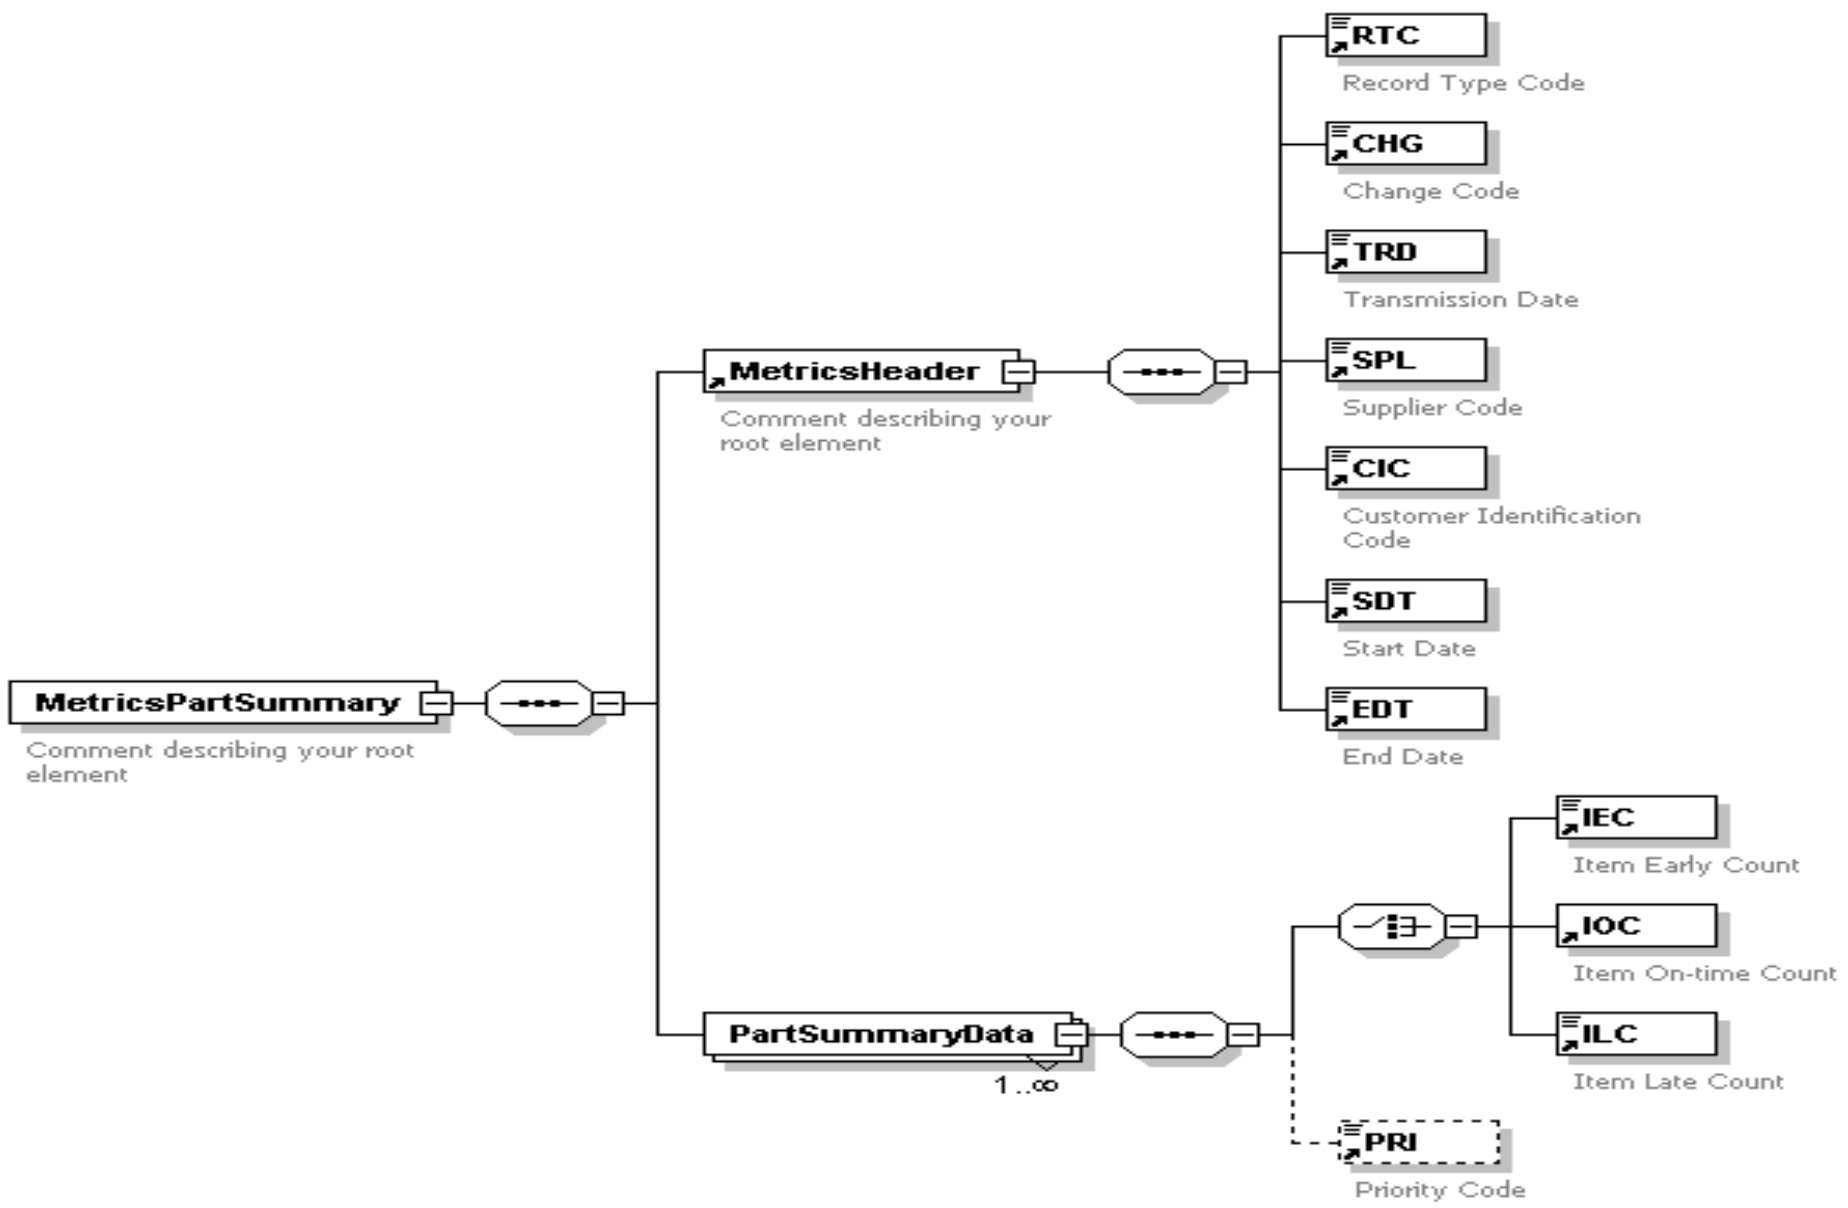 RTC
Record Type Code
CHG
Change Code
TRD
Transmission Date
SPL
Supplier Code
MetricsHeader
Comment describing your
root element
CIC
Customer Identification
Code
SDT
Start Date
EDT
End Date
MetricsPartSummary
Comment describing your root
element
IEC
Item Early Count
IOC
Item On-time Count
ILC
Item Late Count
PartSummaryData
1..∞
PRI
Priority Code